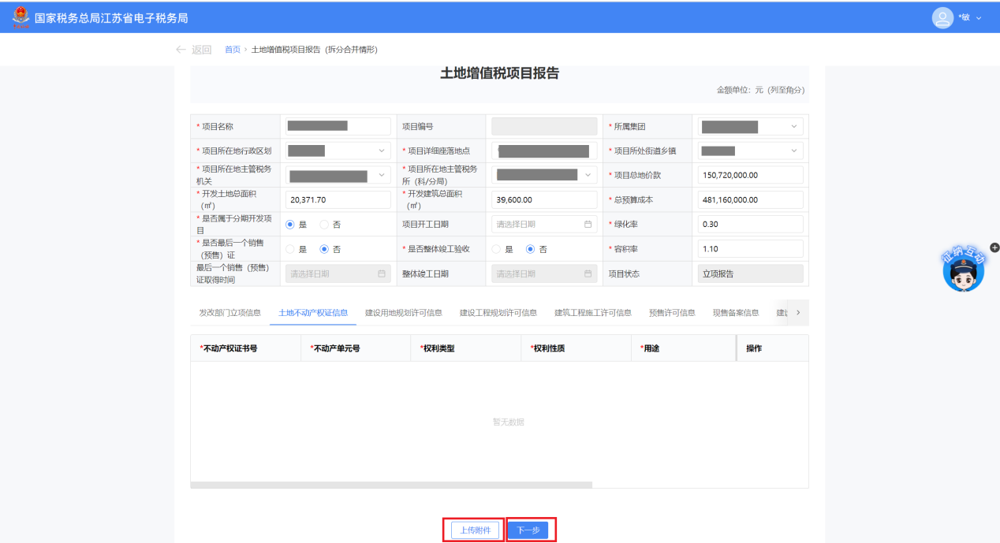 国家税务总局江苏省电子税务局
*敏
返回 首页 › 土地增值税项目报告（拆分合并情形）
土地增值税项目报告
金额单位：元（列至角分）
* 项目名称
项目编号
* 所属集团
* 项目所在地行政区划
* 项目详细座落地点
* 项目所处街道乡镇
* 项目所在地主管税务
机关
* 项目所在地主管税务
所（科/分局）
* 项目总地价款
150,720,000.00
* 开发土地总面积
（㎡）
20,371.70
* 开发建筑总面积
（㎡）
39,600.00
* 总预算成本
481,160,000.00
* 是否属于分期开发项
目
是 否
项目开工日期
请选择日期
* 绿化率
0.30
* 是否最后一个销售
（预售）证
是 否
* 是否整体竣工验收
是 否
* 容积率
1.10
最后一个销售（预售）
证取得时间
请选择日期
整体竣工日期
请选择日期
项目状态
立项报告
征纳互动
发改部门立项信息 土地不动产权证信息 建设用地规划许可信息 建设工程规划许可信息 建筑工程施工许可信息 预售许可信息 现售备案信息
*不动产权证书号 *不动产单元号 *权利类型 *权利性质 *用途 操作
暂无数据
上传附件 下一步